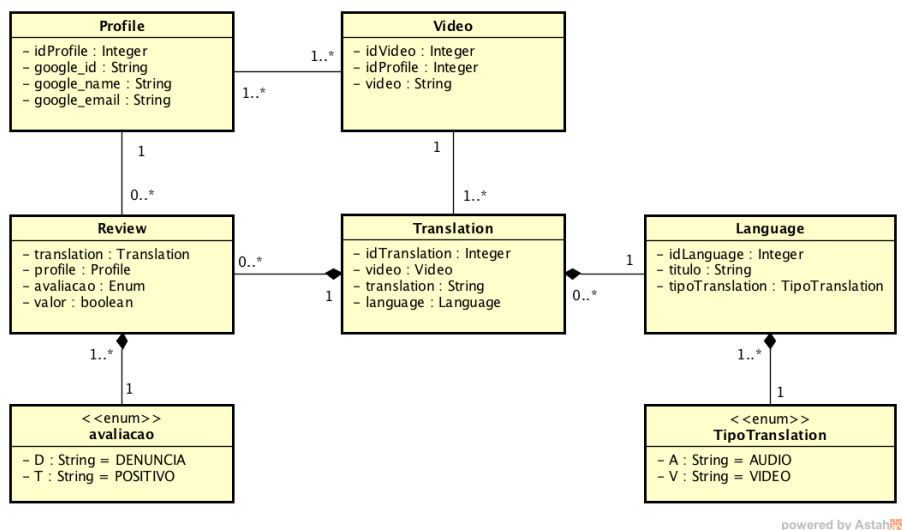 Profile
- idProfile : Integer
- google_id : String
- google_name : String
- google_email : String
Video
- idVideo : Integer
- idProfile : Integer
- video : String
1..*
1..*
1
0..*
1
1..*
Review
- translation : Translation
- profile : Profile
- avaliacao : Enum
- valor : boolean
0..*
1
Translation
- idTranslation : Integer
- video : Video
- translation : String
- language : Language
1
0..*
Language
- idLanguage : Integer
- titulo : String
- tipoTranslation : TipoTranslation
1..*
1
1..*
1
<<enum>>
avaliacao
- D : String = DENUNCIA
- T : String = POSITIVO
<<enum>>
TipoTranslation
- A : String = AUDIO
- V : String = VIDEO
powered by Astah